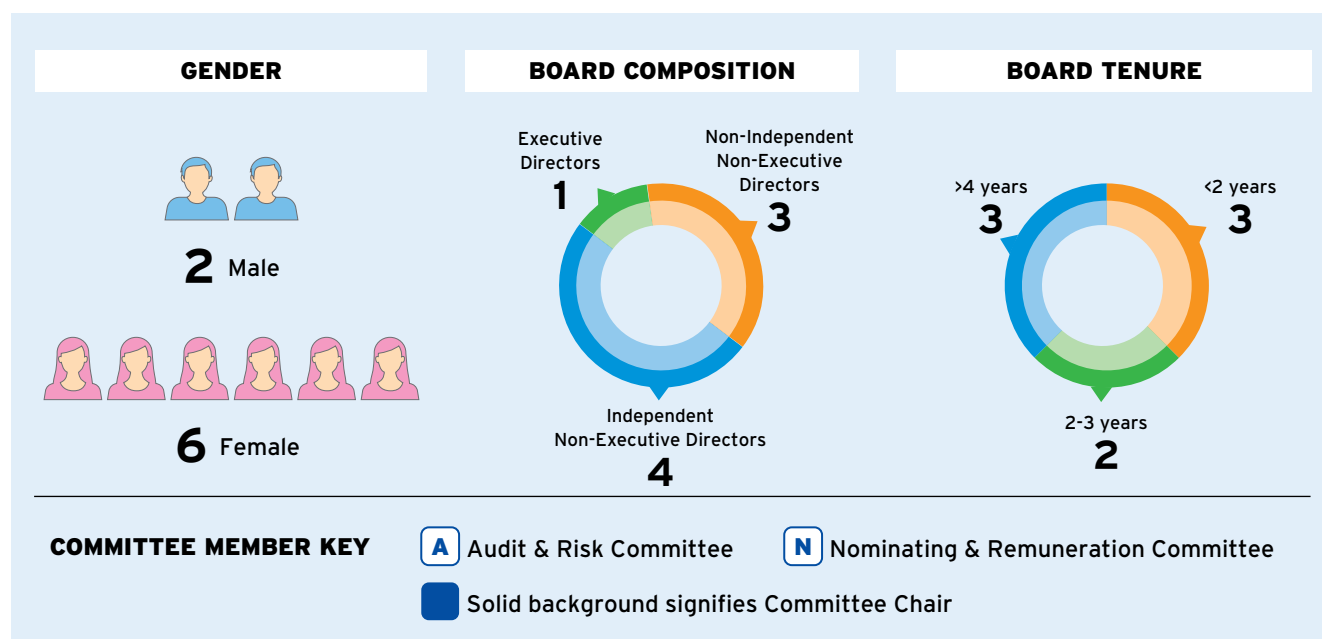 GENDER
2 Male
6 Female
BOARD COMPOSITION
Executive
Directors
1
Non-Independent
Non-Executive
Directors
3
Independent
Non-Executive Directors
4
BOARD TENURE
>4 years
3
<2 years
3
2-3 years
2
COMMITTEE MEMBER KEY
A Audit & Risk Committee
N Nominating & Remuneration Committee
Solid background signifies Committee Chair